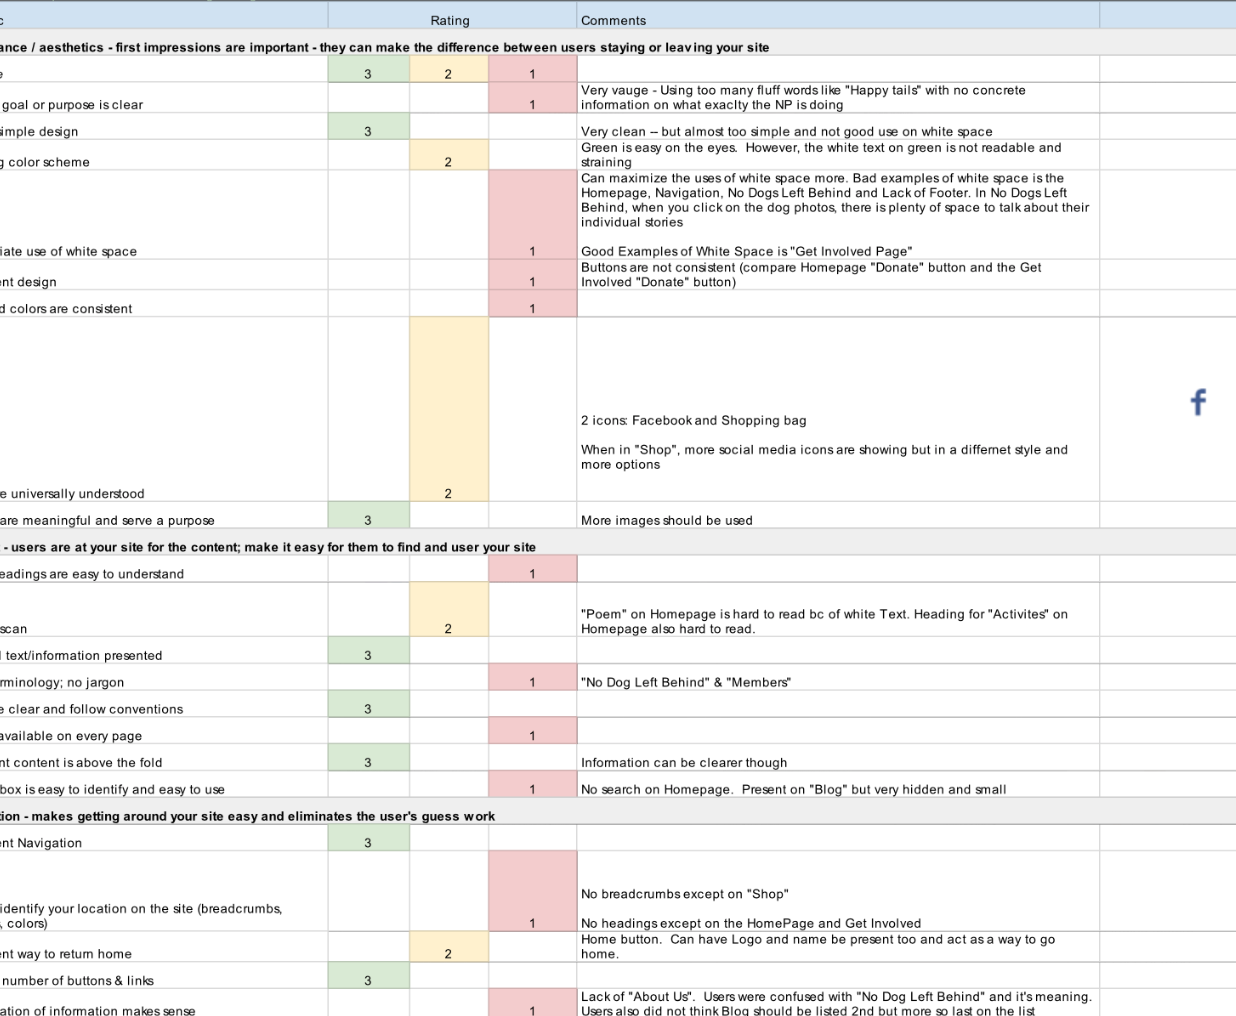 c Rating Comments
ance / aesthetics - first impressions are important - they can make the difference between users staying or leaving your site
e 3 2 1
Very vauge - Using too many fluff words like "Happy tails" with no concrete
goal or purpose is clear 1 information on what exaclty the NP is doing
simple design 3 Very clean -- but almost too simple and not good use on white space
Green is easy on the eyes. However, the white text on green is not readable and
g color scheme 2 straining
Can maximize the uses of white space more. Bad examples of white space is the
Homepage, Navigation, No Dogs Left Behind and Lack of Footer. In No Dogs Left
Behind, when you click on the dog photos, there is plenty of space to talk about their
individual stories
iate use of white space 1 Good Examples of White Space is "Get Involved Page"
Buttons are not consistent (compare Homepage "Donate" button and the Get
ent design 1 Involved "Donate" button)
d colors are consistent 1
f
2 icons: Facebook and Shopping bag
When in "Shop", more social media icons are showing but in a differnet style and
more options
e universally understood 2
are meaningful and serve a purpose 3 More images should be used
- users are at your site for the content; make it easy for them to find and user your site
eadings are easy to understand 1
"Poem" on Homepage is hard to read bc of white Text. Heading for "Activites" on
scan 2 Homepage also hard to read.
l text/information presented 3
rminology; no jargon 1 "No Dog Left Behind" & "Members"
e clear and follow conventions 3
available on every page 1
nt content is above the fold 3 Information can be clearer though
box is easy to identify and easy to use 1 No search on Homepage. Present on "Blog" but very hidden and small
tion - makes getting around your site easy and eliminates the user's guess work
ent Navigation 3
No breadcrumbs except on "Shop"
identify your location on the site (breadcrumbs,
, colors) 1 No headings except on the HomePage and Get Involved
Home button. Can have Logo and name be present too and act as a way to go
ent way to return home 2 home.
number of buttons & links 3
Lack of "About Us". Users were confused with "No Dog Left Behind" and it's meaning.
ation of information makes sense 1 Users also did not think Blog should be listed 2nd but more so last on the list